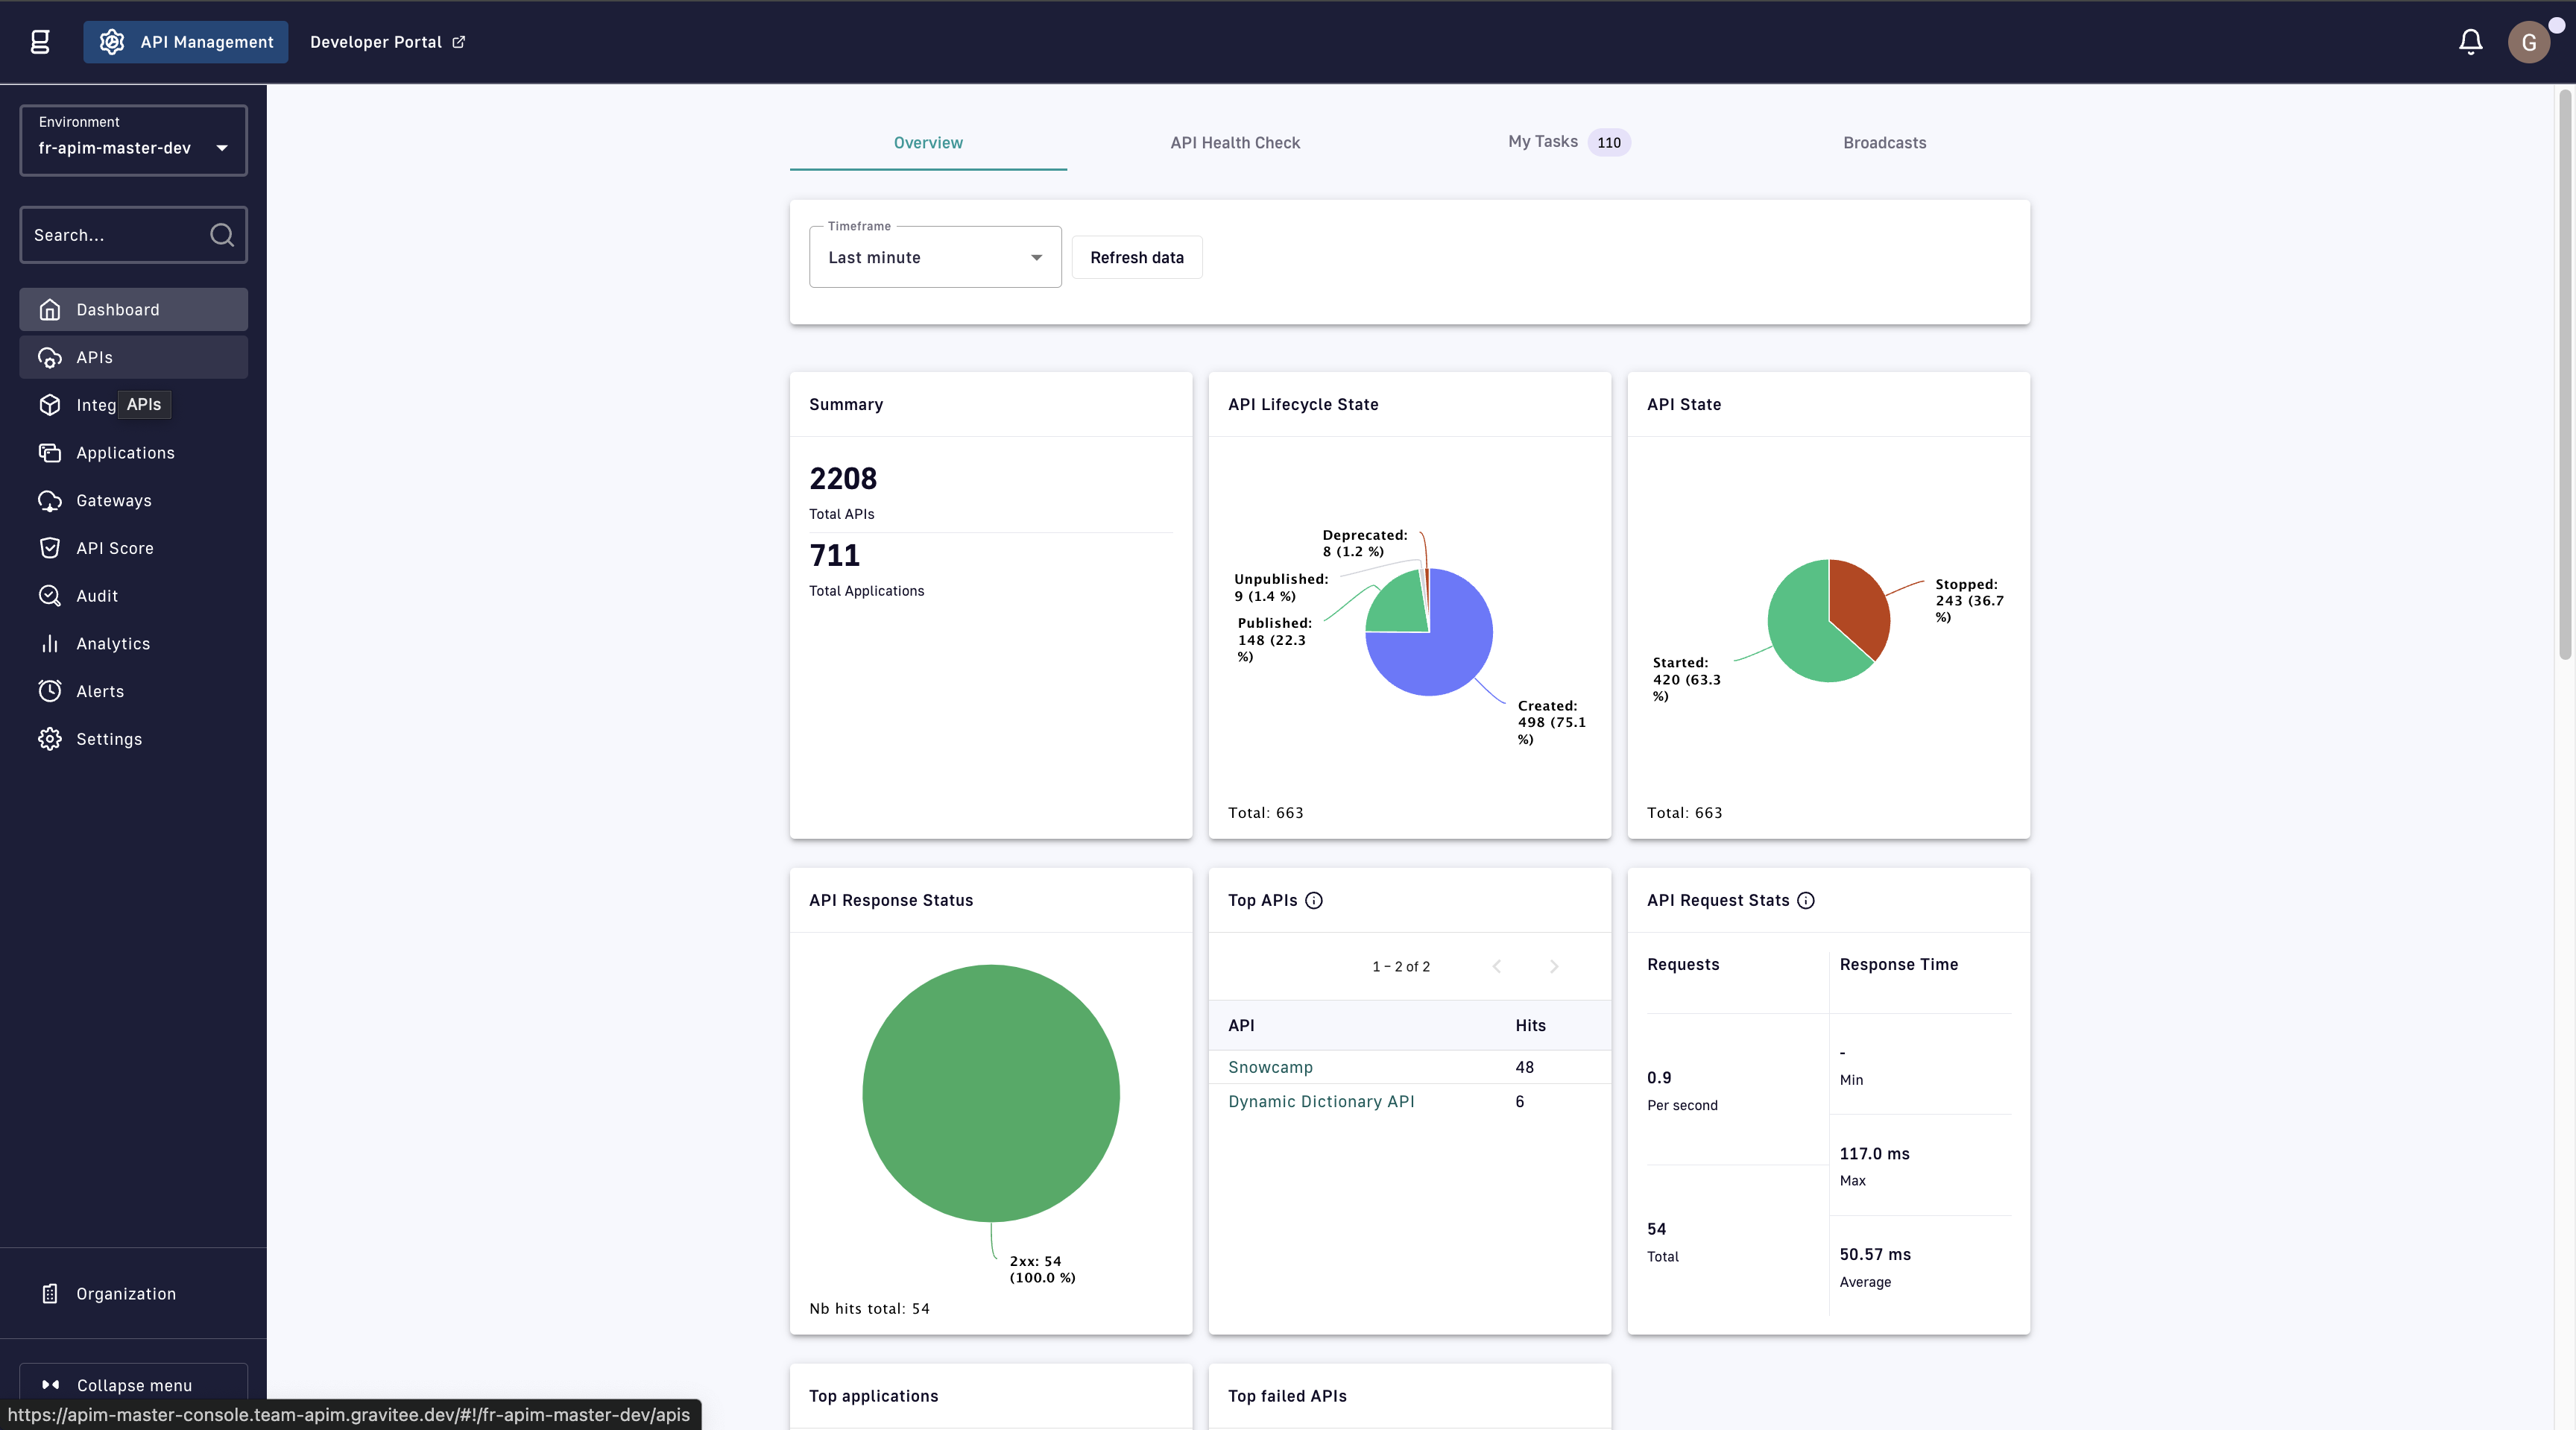 API Management
Developer Portal
G
Environment
fr-apim-master-dev
Search...
Dashboard
APIs
Integ
APIs
Applications
Gateways
API Score
Audit
Analytics
Alerts
Settings
Organization
Collapse menu
https://apim-master-console.team-apim.gravitee.dev/#!/fr-apim-master-dev/apis
Overview
API Health Check
My Tasks 110
Broadcasts
Timeframe
Last minute
Refresh data
Summary
2208
Total APIs
711
Total Applications
API Lifecycle State
Deprecated:
8 (1.2 %)
Unpublished:
9 (1.4 %)
Published:
148 (22.3
%)
Created:
498 (75.1
%)
Total: 663
API State
Stopped:
243 (36.7
%)
Started:
420 (63.3
%)
Total: 663
API Response Status
2xx: 54
(100.0 %)
Nb hits total: 54
Top APIs
1 – 2 of 2
API Hits
Snowcamp 48
Dynamic Dictionary API 6
API Request Stats
Requests
0.9
Per second
54
Total
Response Time
-
Min
117.0 ms
Max
50.57 ms
Average
Top applications
Top failed APIs